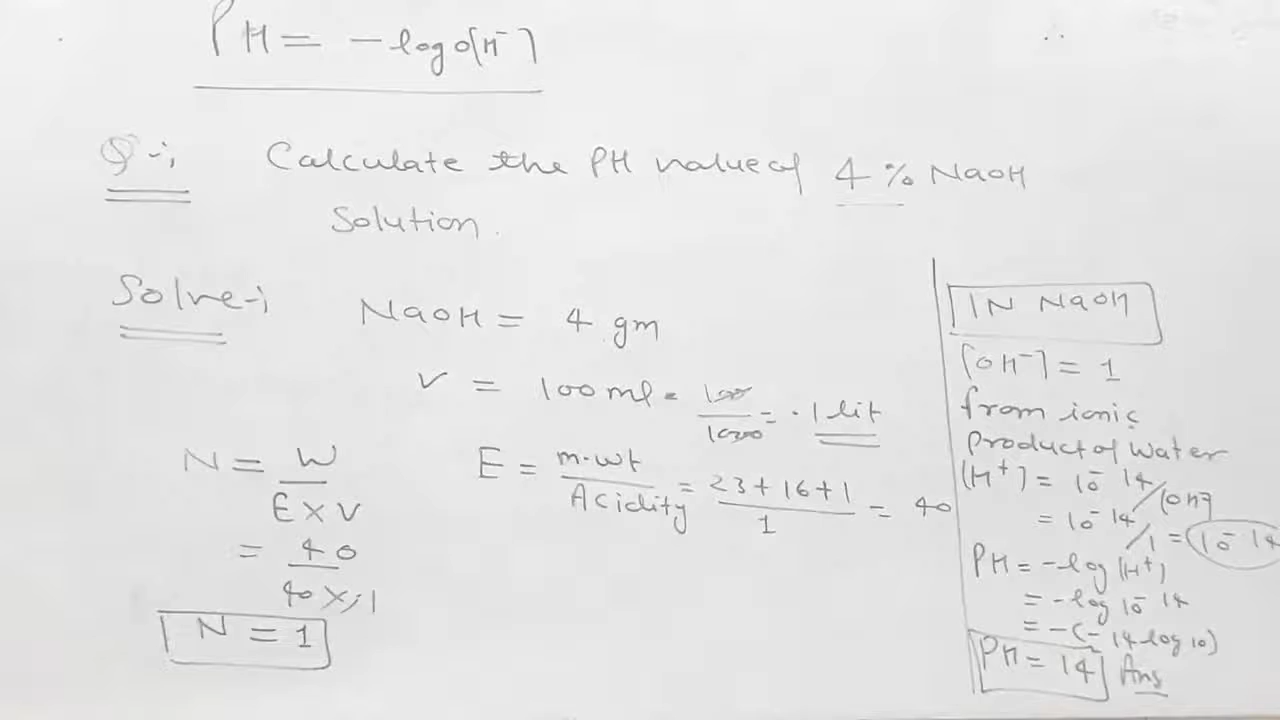 PH = -log o[H⁻]
Q-; Calculate the PH value of 4% NaOH
Solution.
Solve-; NaOH = 4 gm
V = 100 ml = 100/1000 = .1 lit
N = W/E×V
E = m.wt/Acidity = 23+16+1/1 = 40
= 40/40×.1
N = 1
1N NaOH
[OH⁻] = 1
from ionic
product of water
[H⁺] = 10⁻14/[OH]
= 10⁻14/1 = 10⁻14
PH = -log [H⁺]
= -log 10⁻14
= -(-14 log 10)
PH = 14 Ans